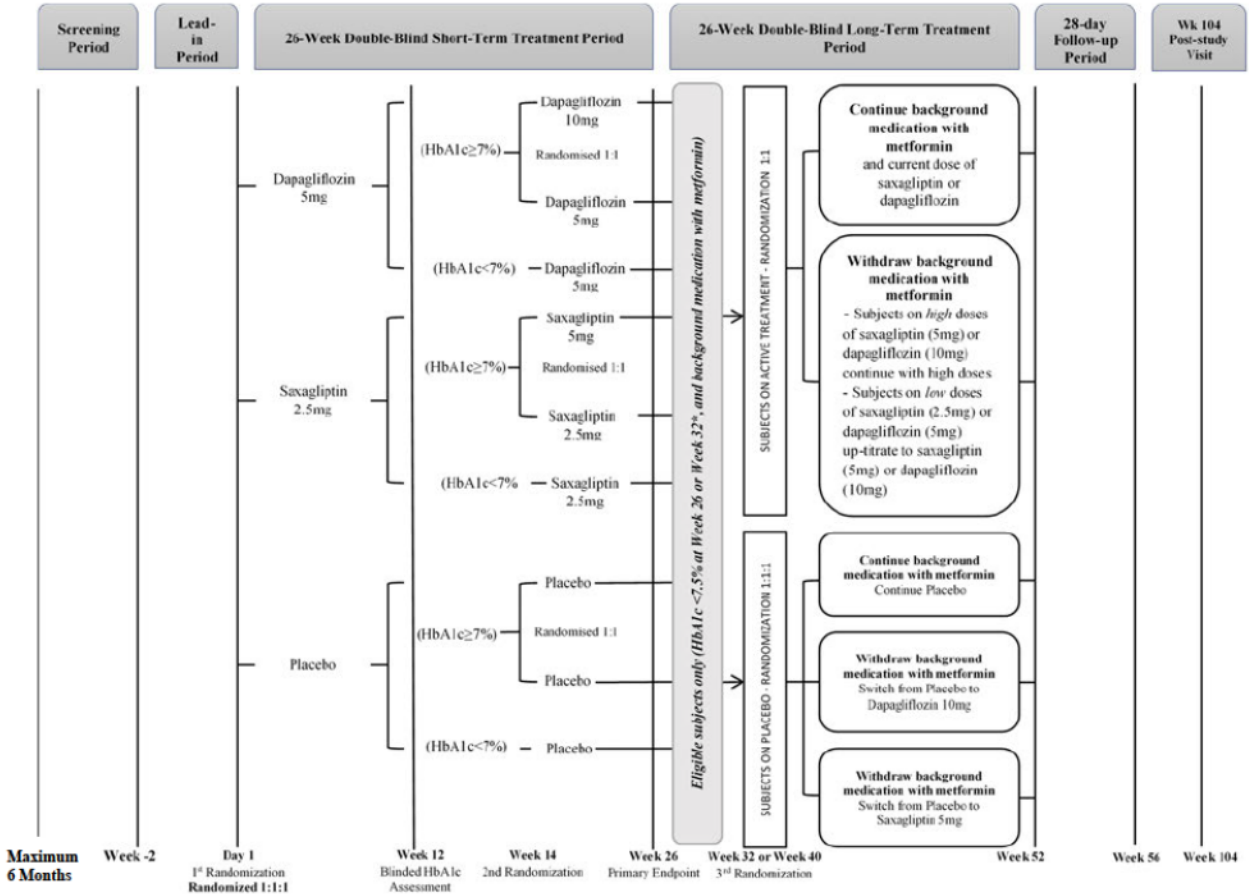 Screening
Period
Lead-
in
Period
26-Week Double-Blind Short-Term Treatment Period
26-Week Double-Blind Long-Term Treatment
Period
28-day
Follow-up
Period
Wk 104
Post-study
Visit
Dapagliflozin
5mg
(HbA1c≥7%)
Dapagliflozin
10mg
Randomised 1:1
Dapagliflozin
5mg
(HbA1c<7%)
Dapagliflozin
5mg
Saxagliptin
2.5mg
(HbA1c≥7%)
Saxagliptin
5mg
Randomised 1:1
Saxagliptin
2.5mg
(HbA1c<7%
Saxagliptin
2.5mg
Placebo
(HbA1c≥7%)
Placebo
Randomised 1:1
Placebo
(HbA1c<7%)
Placebo
Eligible subjects only (HbA1c <7.5% at Week 26 or Week 32*, and background medication with metformin)
SUBJECTS ON ACTIVE TREATMENT - RANDOMIZATION 1:1
SUBJECTS ON PLACEBO - RANDOMIZATION 1:1:1
Continue background
medication with
metformin
and current dose of
saxagliptin or
dapagliflozin
Withdraw background
medication with
metformin
- Subjects on high doses
of saxagliptin (5mg) or
dapagliflozin (10mg)
continue with high doses
- Subjects on low doses
of saxagliptin (2.5mg) or
dapagliflozin (5mg)
up-titrate to saxagliptin
(5mg) or dapagliflozin
(10mg)
Continue background
medication with metformin
Continue Placebo
Withdraw background
medication with metformin
Switch from Placebo to
Dapagliflozin 10mg
Withdraw background
medication with metformin
Switch from Placebo to
Saxagliptin 5mg
Maximum
6 Months
Week -2
Day 1
1st Randomization
Randomized 1:1:1
Week 12
Blinded HbA1c
Assessment
Week 14
2nd Randomization
Week 26
Primary Endpoint
Week 32 or Week 40
3rd Randomization
Week 52
Week 56
Week 104